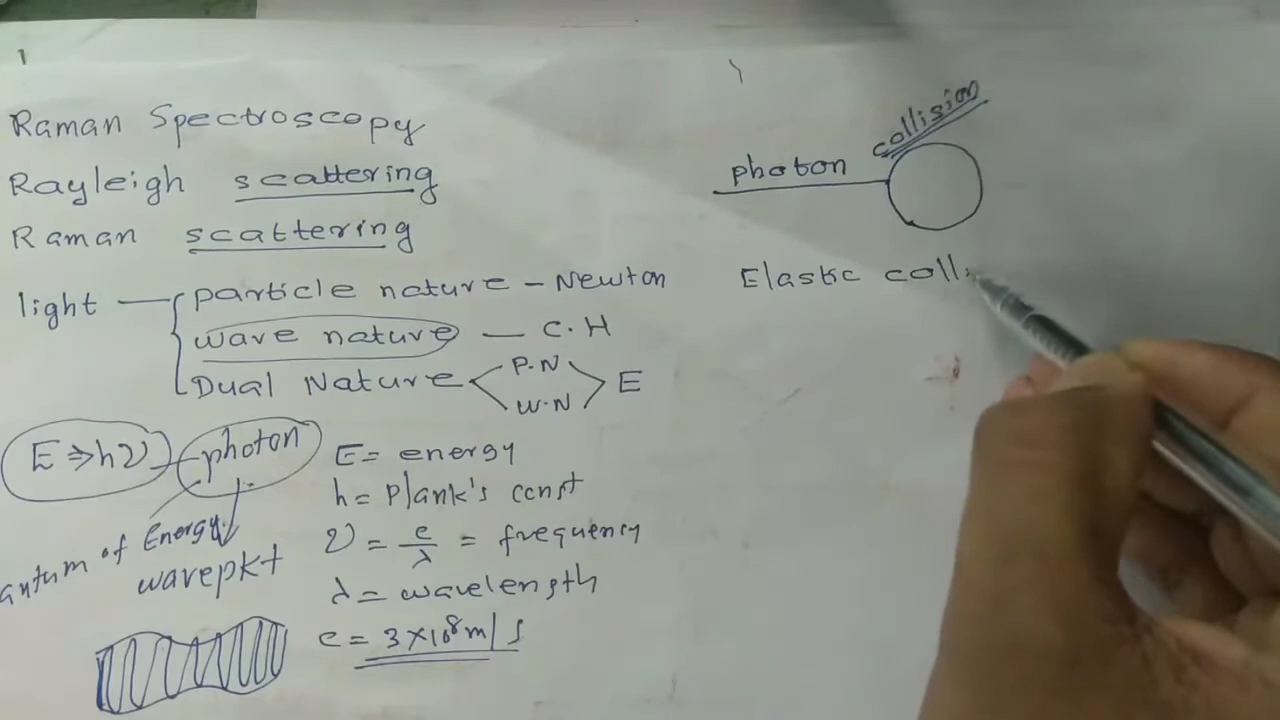 1
Raman Spectroscopy
Rayleigh scattering
Raman scattering
light — particle nature - Newton
wave nature — C.H
Dual Nature P.N W.N E
E ⇒ hν photon
antum of Energy
wavepkt
E = energy
h = plank's const
ν = c/λ = frequency
λ = wavelength
c = 3×10⁸ m/s
photon
collision
Elastic colli